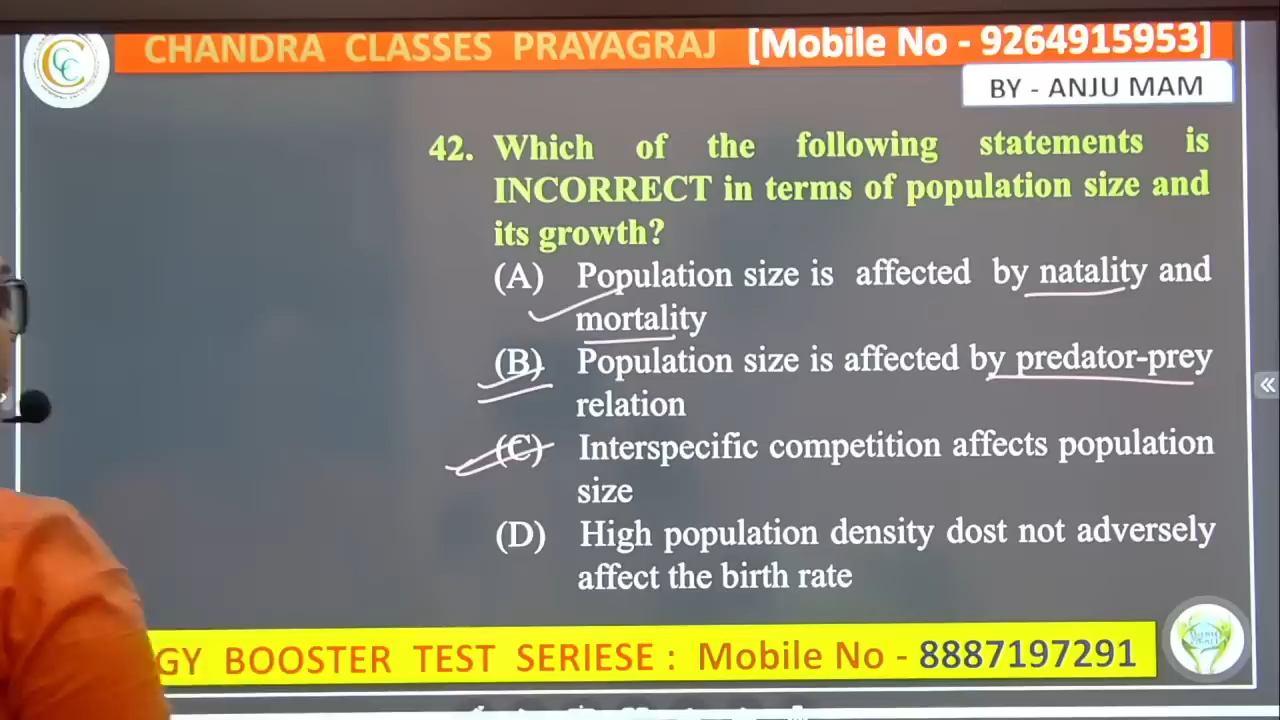 CHANDRA CLASSES PRAYAGRAJ [Mobile No - 9264915953]
BY - ANJU MAM
42. Which of the following statements is
INCORRECT in terms of population size and
its growth?
(A) Population size is affected by natality and
mortality
(B) Population size is affected by predator-prey
relation
(C) Interspecific competition affects population
size
(D) High population density dost not adversely
affect the birth rate
GY BOOSTER TEST SERIESE : Mobile No - 8887197291